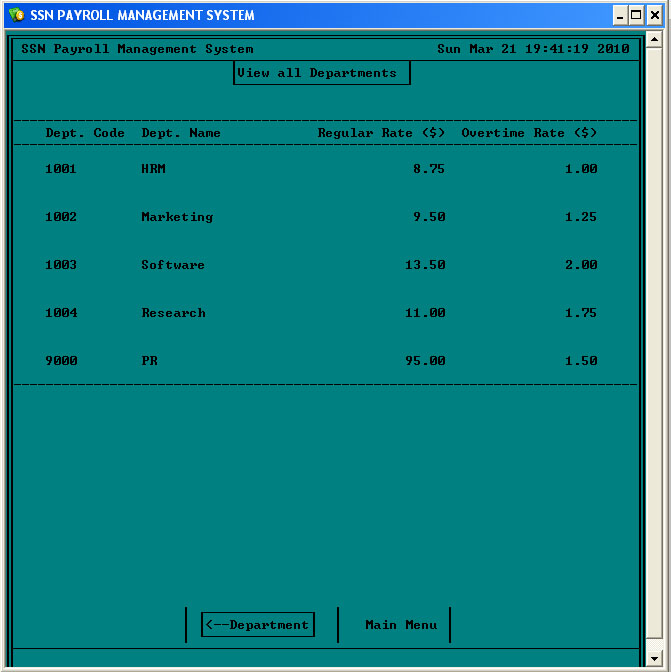 SSN PAYROLL MANAGEMENT SYSTEM
SSN Payroll Management System Sun Mar 21 19:41:19 2010
View all Departments
Dept. Code Dept. Name Regular Rate ($) Overtime Rate ($)
1001 HRM 8.75 1.00
1002 Marketing 9.50 1.25
1003 Software 13.50 2.00
1004 Research 11.00 1.75
9000 PR 95.00 1.50
<--Department Main Menu